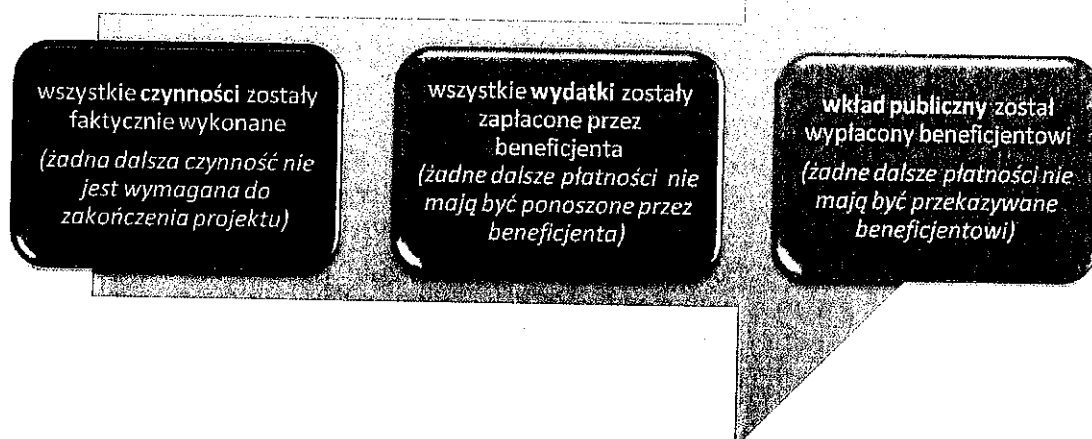 wszystkie czynności zostały
faktycznie wykonane
(żadna dalsza czynność nie
jest wymagana do
zakończenia projektu)
wszystkie wydatki zostały
zapłacone przez
beneficjenta
(żadne dalsze płatności nie
mają być ponoszone przez
beneficjenta)
wkład publiczny został
wypłacony beneficjentowi
(żadne dalsze płatności nie
mają być przekazywane
beneficjentowi)